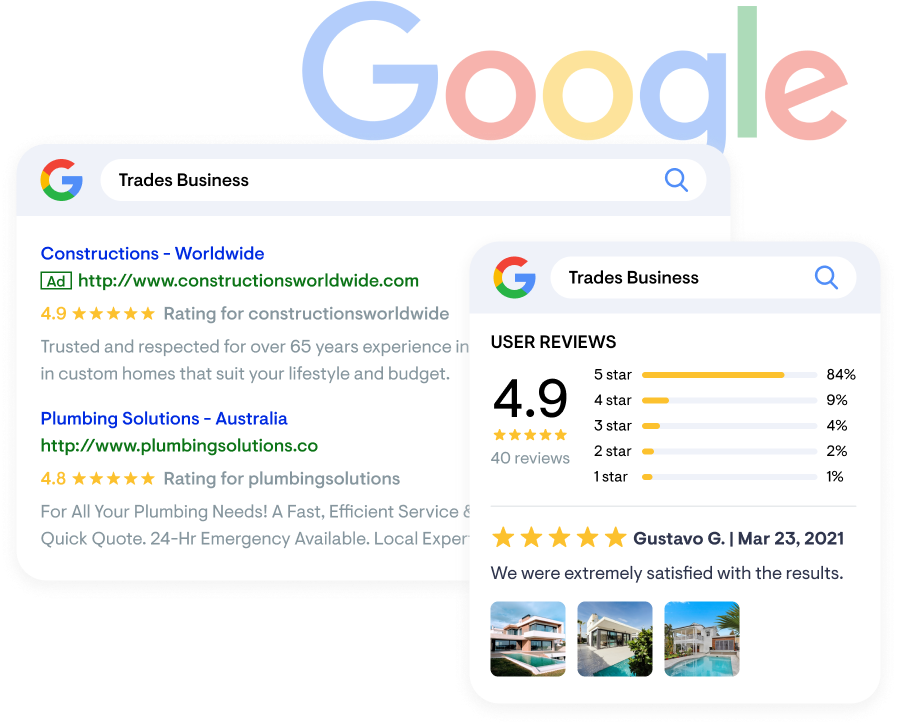 Google
Trades Business
Constructions - Worldwide
Ad http://www.constructionsworldwide.com
4.9 ★★★★★ Rating for constructionsworldwide
Trusted and respected for over 65 years experience in
in custom homes that suit your lifestyle and budget.
Plumbing Solutions - Australia
http://www.plumbingsolutions.co
4.8 ★★★★★ Rating for plumbingsolutions
For All Your Plumbing Needs! A Fast, Efficient Service &
Quick Quote. 24-Hr Emergency Available. Local
Trades Business
USER REVIEWS
4.9
★★★★★
40 reviews
5 star 84%
4 star 9%
3 star 4%
2 star 2%
1 star 1%
★★★★★ Gustavo G. | Mar 23, 2021
We were extremely satisfied with the results.